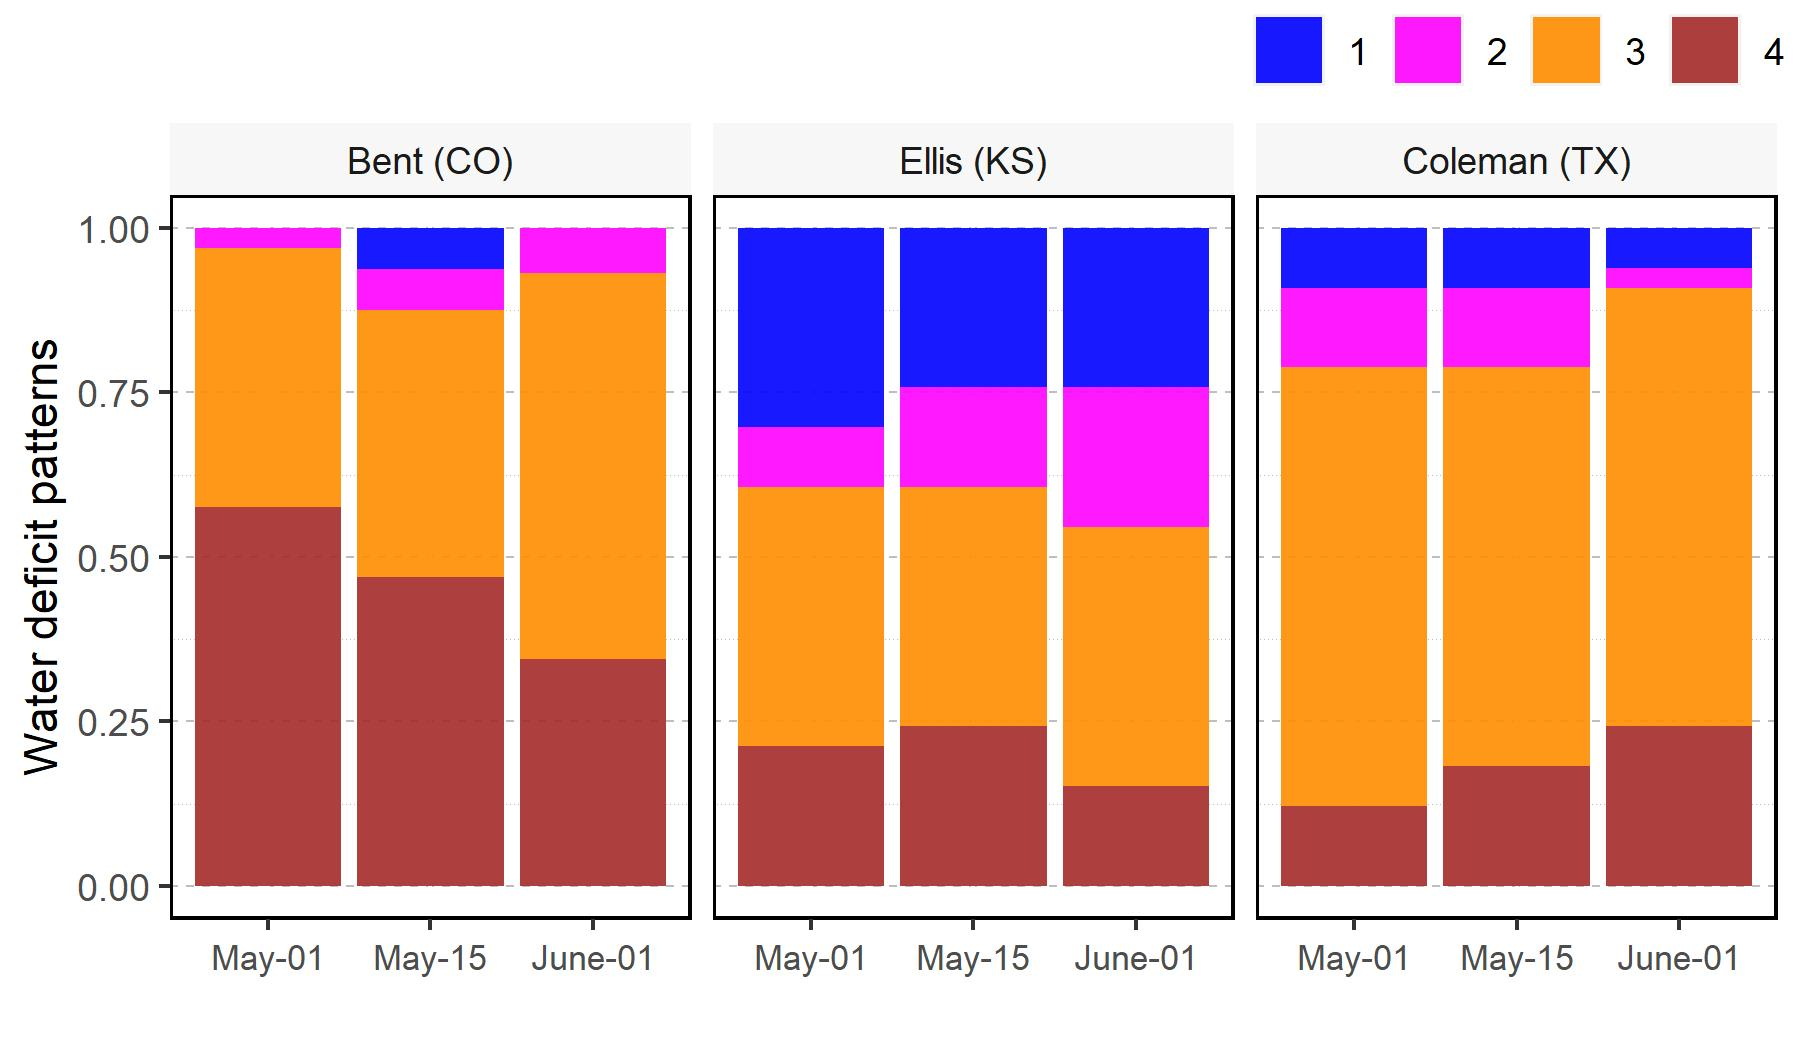 1 2 3 4
Bent (CO) Ellis (KS) Coleman (TX)
Water deficit patterns
1.00
0.75
0.50
0.25
0.00
May-01 May-15 June-01 May-01 May-15 June-01 May-01 May-15 June-01